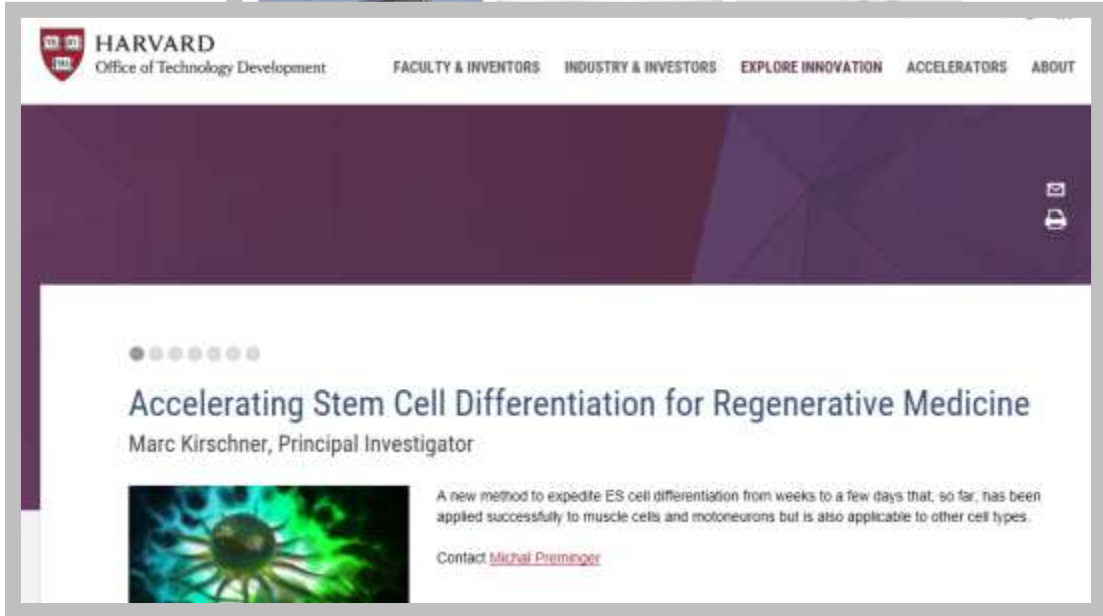 HARVARD
Office of Technology Development
FACULTY & INVENTORS INDUSTRY & INVESTORS EXPLORE INNOVATION ACCELERATORS ABOUT
Accelerating Stem Cell Differentiation for Regenerative Medicine
Marc Kirschner, Principal Investigator
A new method to expedite ES cell differentiation from weeks to a few days that, so far, has been
applied successfully to muscle cells and motoneurons but is also applicable to other cell types.
Contact Michal Preminger